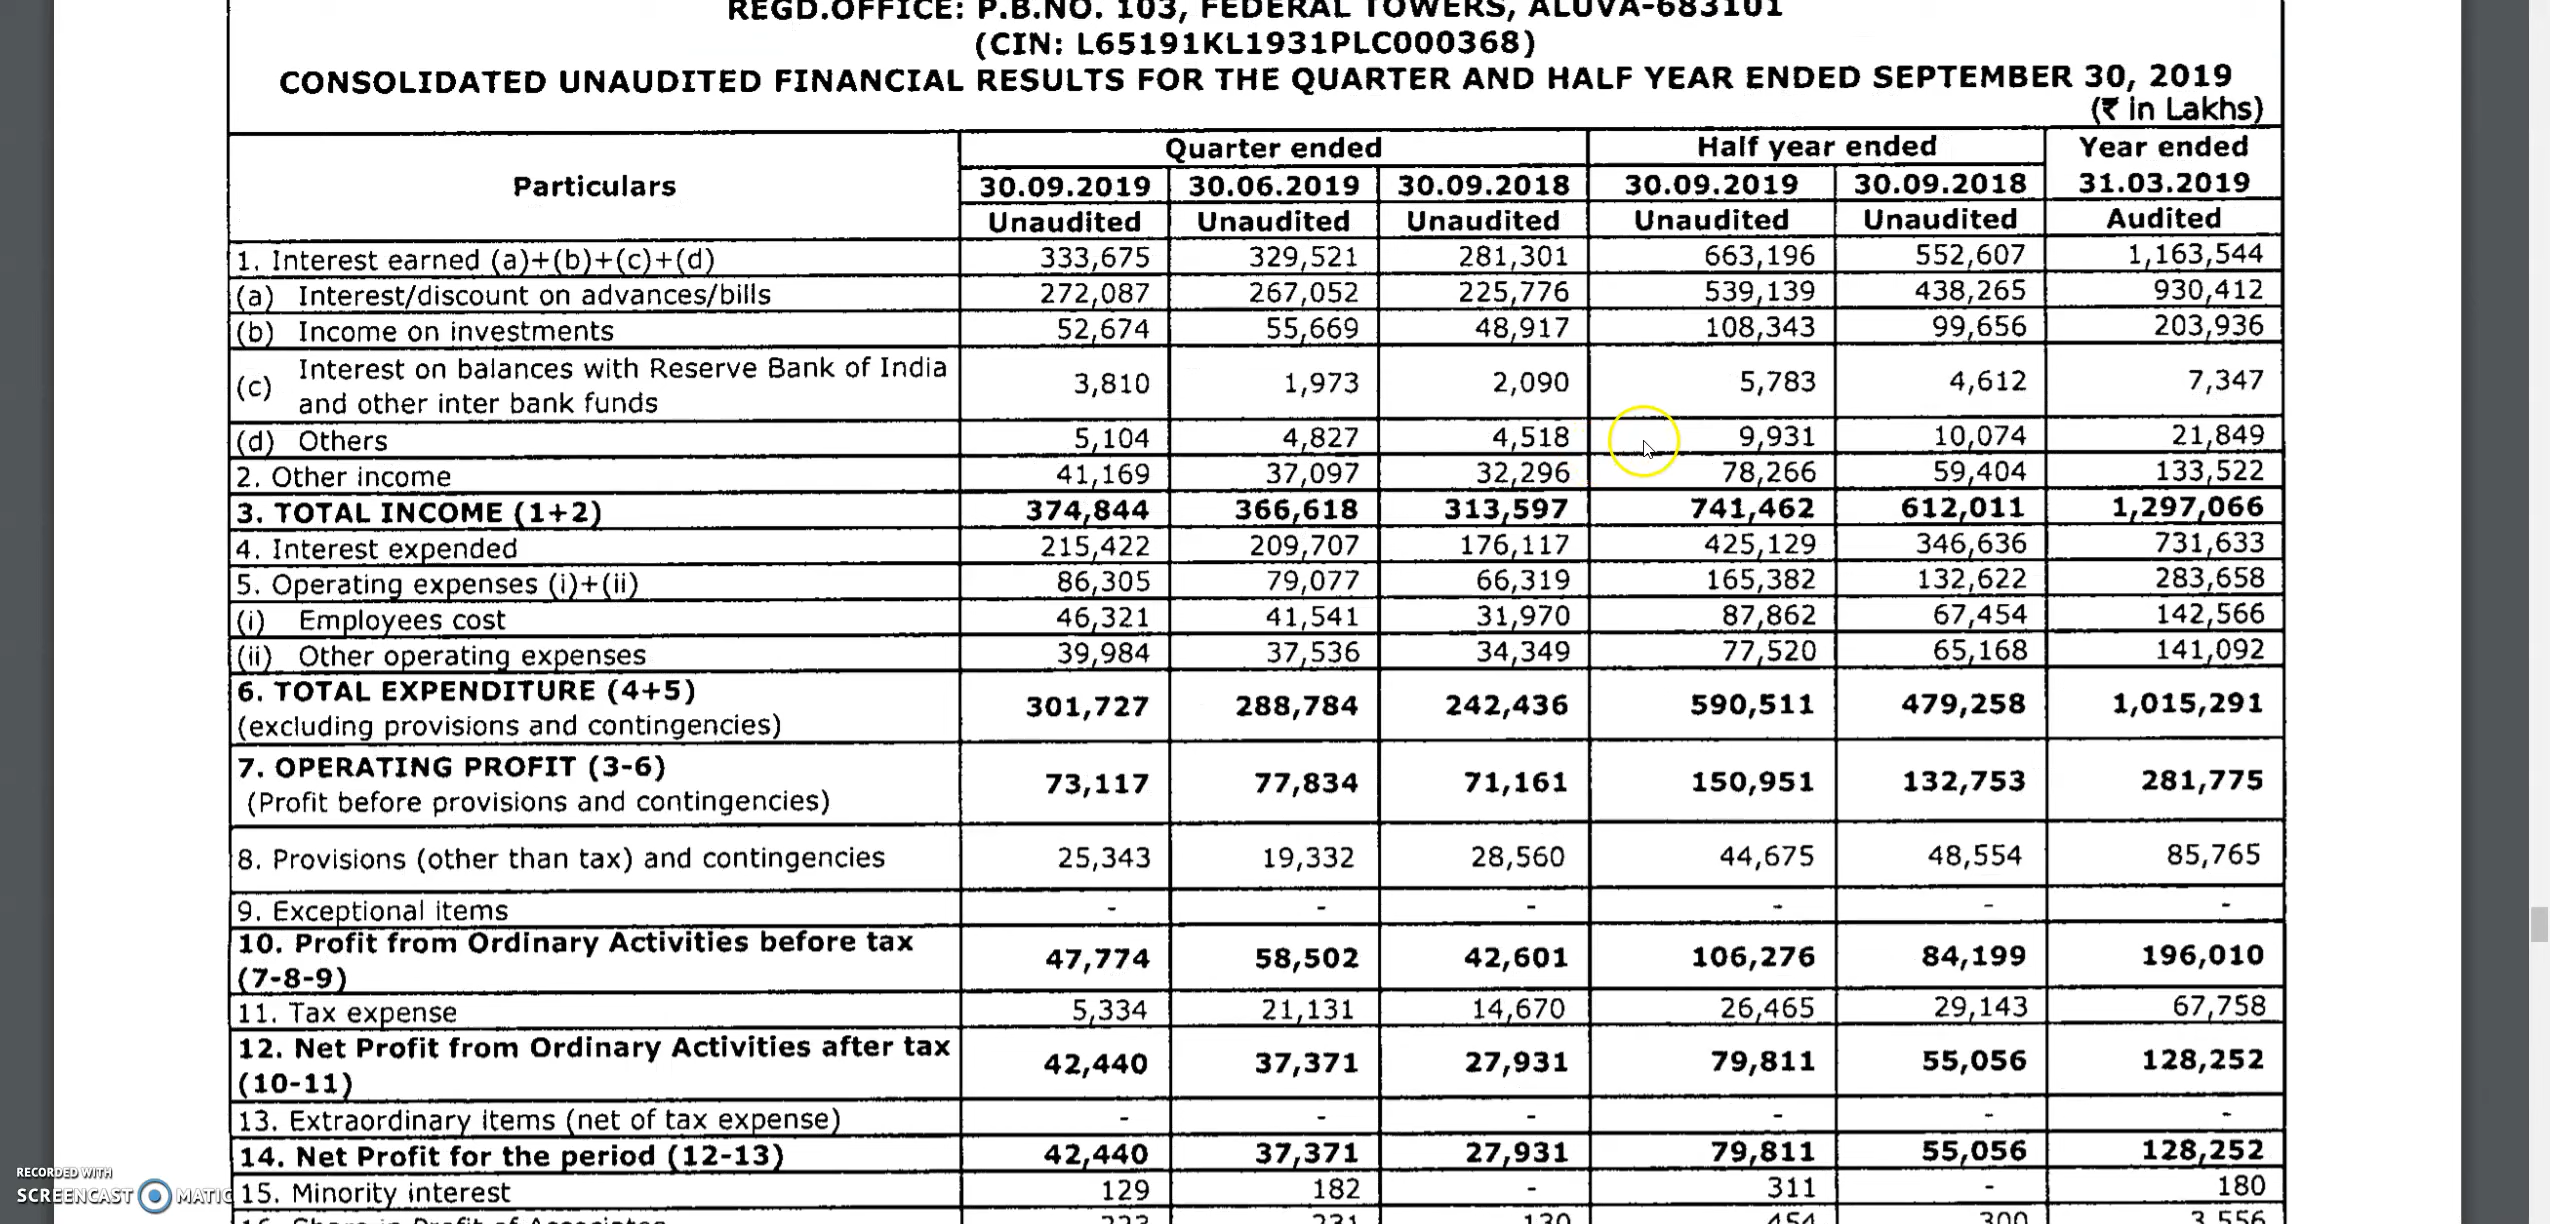 REGD.OFFICE: P.B.NO. 103, FEDERAL TOWERS, ALUVA-683101
(CIN: L65191KL1931PLC000368)
CONSOLIDATED UNAUDITED FINANCIAL RESULTS FOR THE QUARTER AND HALF YEAR ENDED SEPTEMBER 30, 2019
(₹ in Lakhs)
Particulars Quarter ended Half year ended Year ended
30.09.2019 30.06.2019 30.09.2018 30.09.2019 30.09.2018 31.03.2019
Unaudited Unaudited Unaudited Unaudited Unaudited Audited
1. Interest earned (a)+(b)+(c)+(d) 333,675 329,521 281,301 663,196 552,607 1,163,544
(a) Interest/discount on advances/bills 272,087 267,052 225,776 539,139 438,265 930,412
(b) Income on investments 52,674 55,669 48,917 108,343 99,656 203,936
(c) Interest on balances with Reserve Bank of India
and other inter bank funds 3,810 1,973 2,090 5,783 4,612 7,347
(d) Others 5,104 4,827 4,518 9,931 10,074 21,849
2. Other income 41,169 37,097 32,296 78,266 59,404 133,522
3. TOTAL INCOME (1+2) 374,844 366,618 313,597 741,462 612,011 1,297,066
4. Interest expended 215,422 209,707 176,117 425,129 346,636 731,633
5. Operating expenses (i)+(ii) 86,305 79,077 66,319 165,382 132,622 283,658
(i) Employees cost 46,321 41,541 31,970 87,862 67,454 142,566
(ii) Other operating expenses 39,984 37,536 34,349 77,520 65,168 141,092
6. TOTAL EXPENDITURE (4+5)
(excluding provisions and contingencies) 301,727 288,784 242,436 590,511 479,258 1,015,291
7. OPERATING PROFIT (3-6)
(Profit before provisions and contingencies) 73,117 77,834 71,161 150,951 132,753 281,775
8. Provisions (other than tax) and contingencies 25,343 19,332 28,560 44,675 48,554 85,765
9. Exceptional items - - - - - -
10. Profit from Ordinary Activities before tax
(7-8-9) 47,774 58,502 42,601 106,276 84,199 196,010
11. Tax expense 5,334 21,131 14,670 26,465 29,143 67,758
12. Net Profit from Ordinary Activities after tax
(10-11) 42,440 37,371 27,931 79,811 55,056 128,252
13. Extraordinary items (net of tax expense) - - - - - -
14. Net Profit for the period (12-13) 42,440 37,371 27,931 79,811 55,056 128,252
15. Minority interest 129 182 - 311 - 180
16. Share in Profit of Associates 223 231 130 454 300 3,556
RECORDED WITH
SCREENCAST MATIC